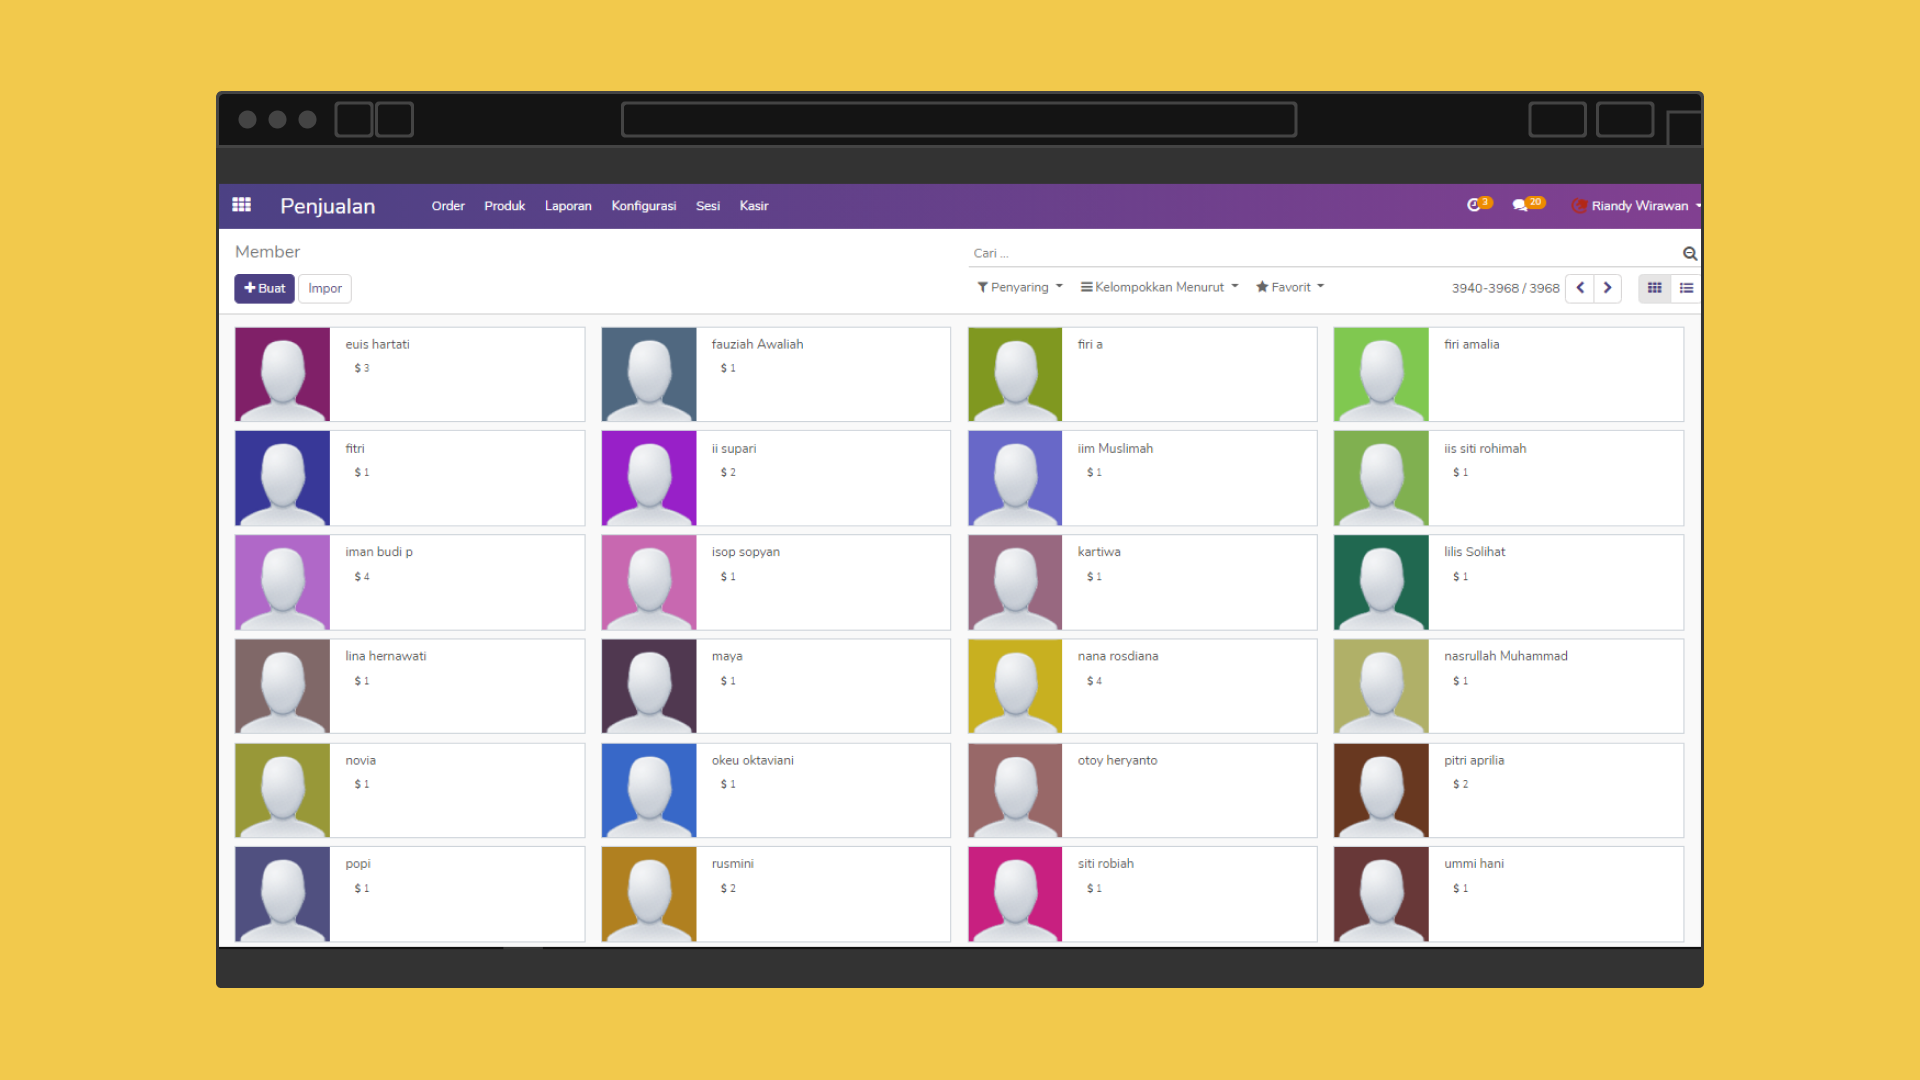 Penjualan Order Produk Laporan Konfigurasi Sesi Kasir 3 20 Riandy Wirawan
Member
Cari ...
Buat Impor
Penyaring Kelompokkan Menurut Favorit 3940-3968 / 3968
euis hartati
$ 3
fauziah Awaliah
$ 1
firi a
firi amalia
fitri
$ 1
ii supari
$ 2
iim Muslimah
$ 1
iis siti rohimah
$ 1
iman budi p
$ 4
isop sopyan
$ 1
kartiwa
$ 1
lilis Solihat
$ 1
lina hernawati
$ 1
maya
$ 1
nana rosdiana
$ 4
nasrullah Muhammad
$ 1
novia
$ 1
okeu oktaviani
$ 1
otoy heryanto
pitri aprilia
$ 2
popi
$ 1
rusmini
$ 2
siti robiah
$ 1
ummi hani
$ 1